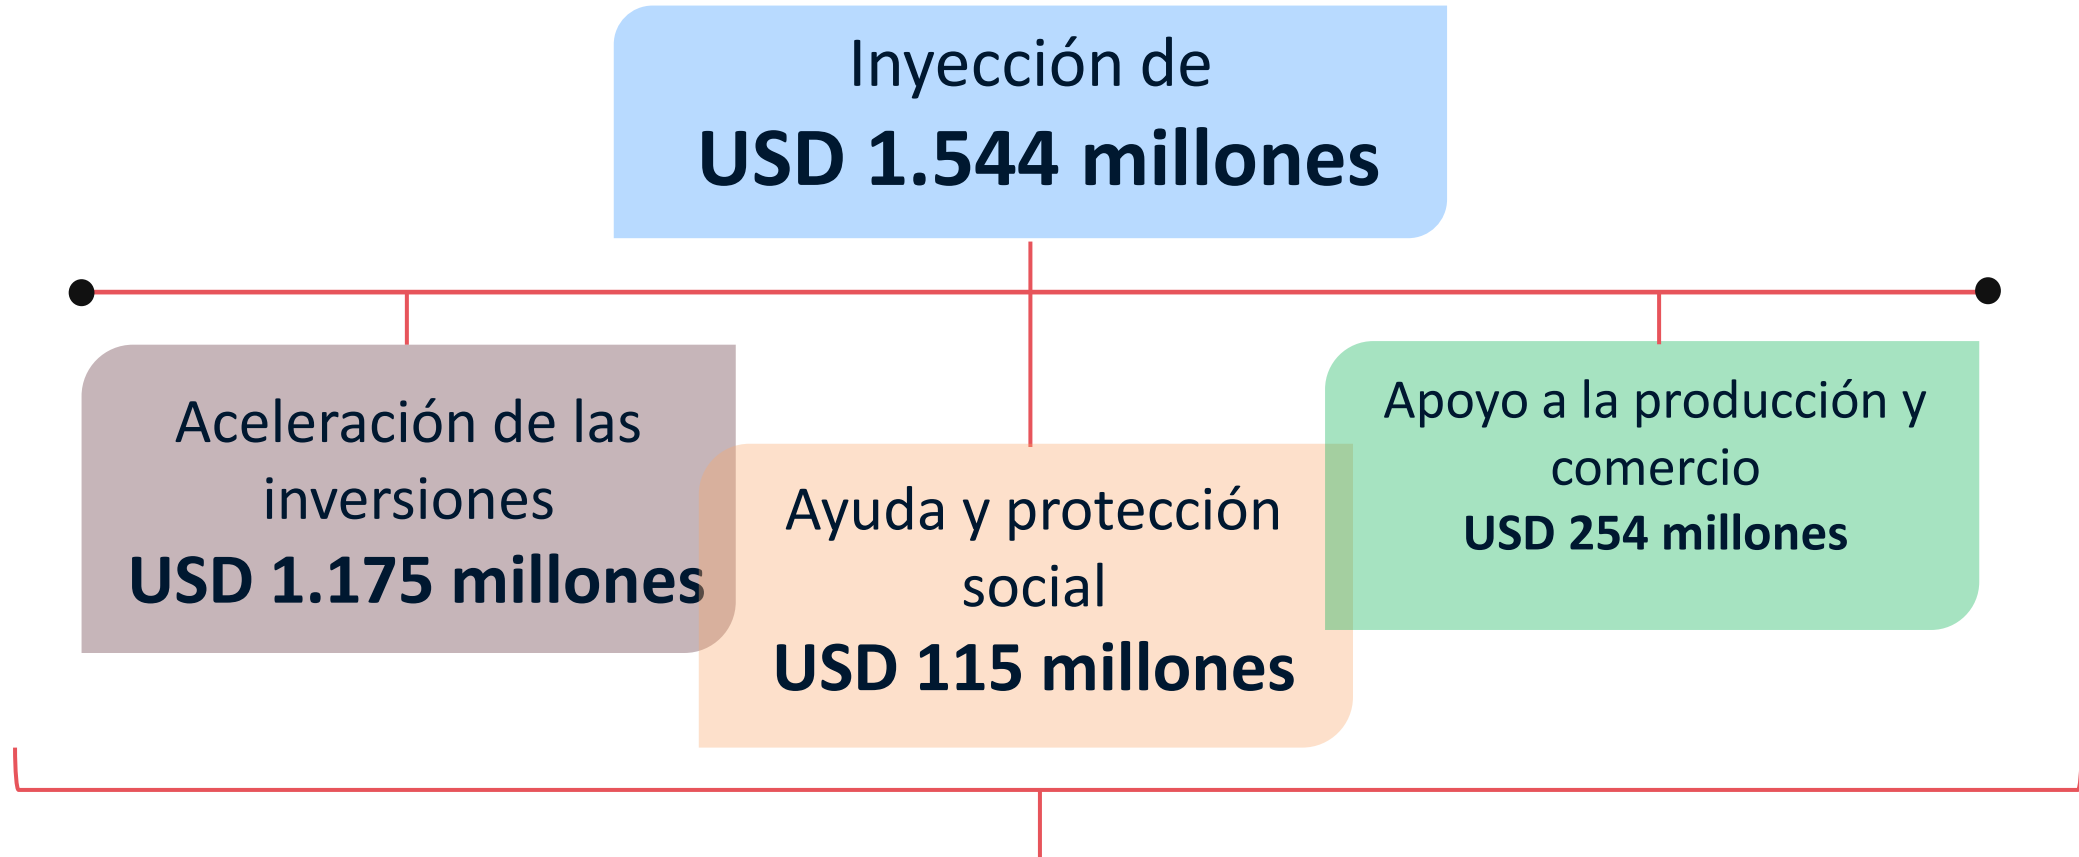 Inyección de
USD 1.544 millones
Aceleración de las
inversiones
USD 1.175 millones
Ayuda y protección
social
USD 115 millones
Apoyo a la producción y
comercio
USD 254 millones